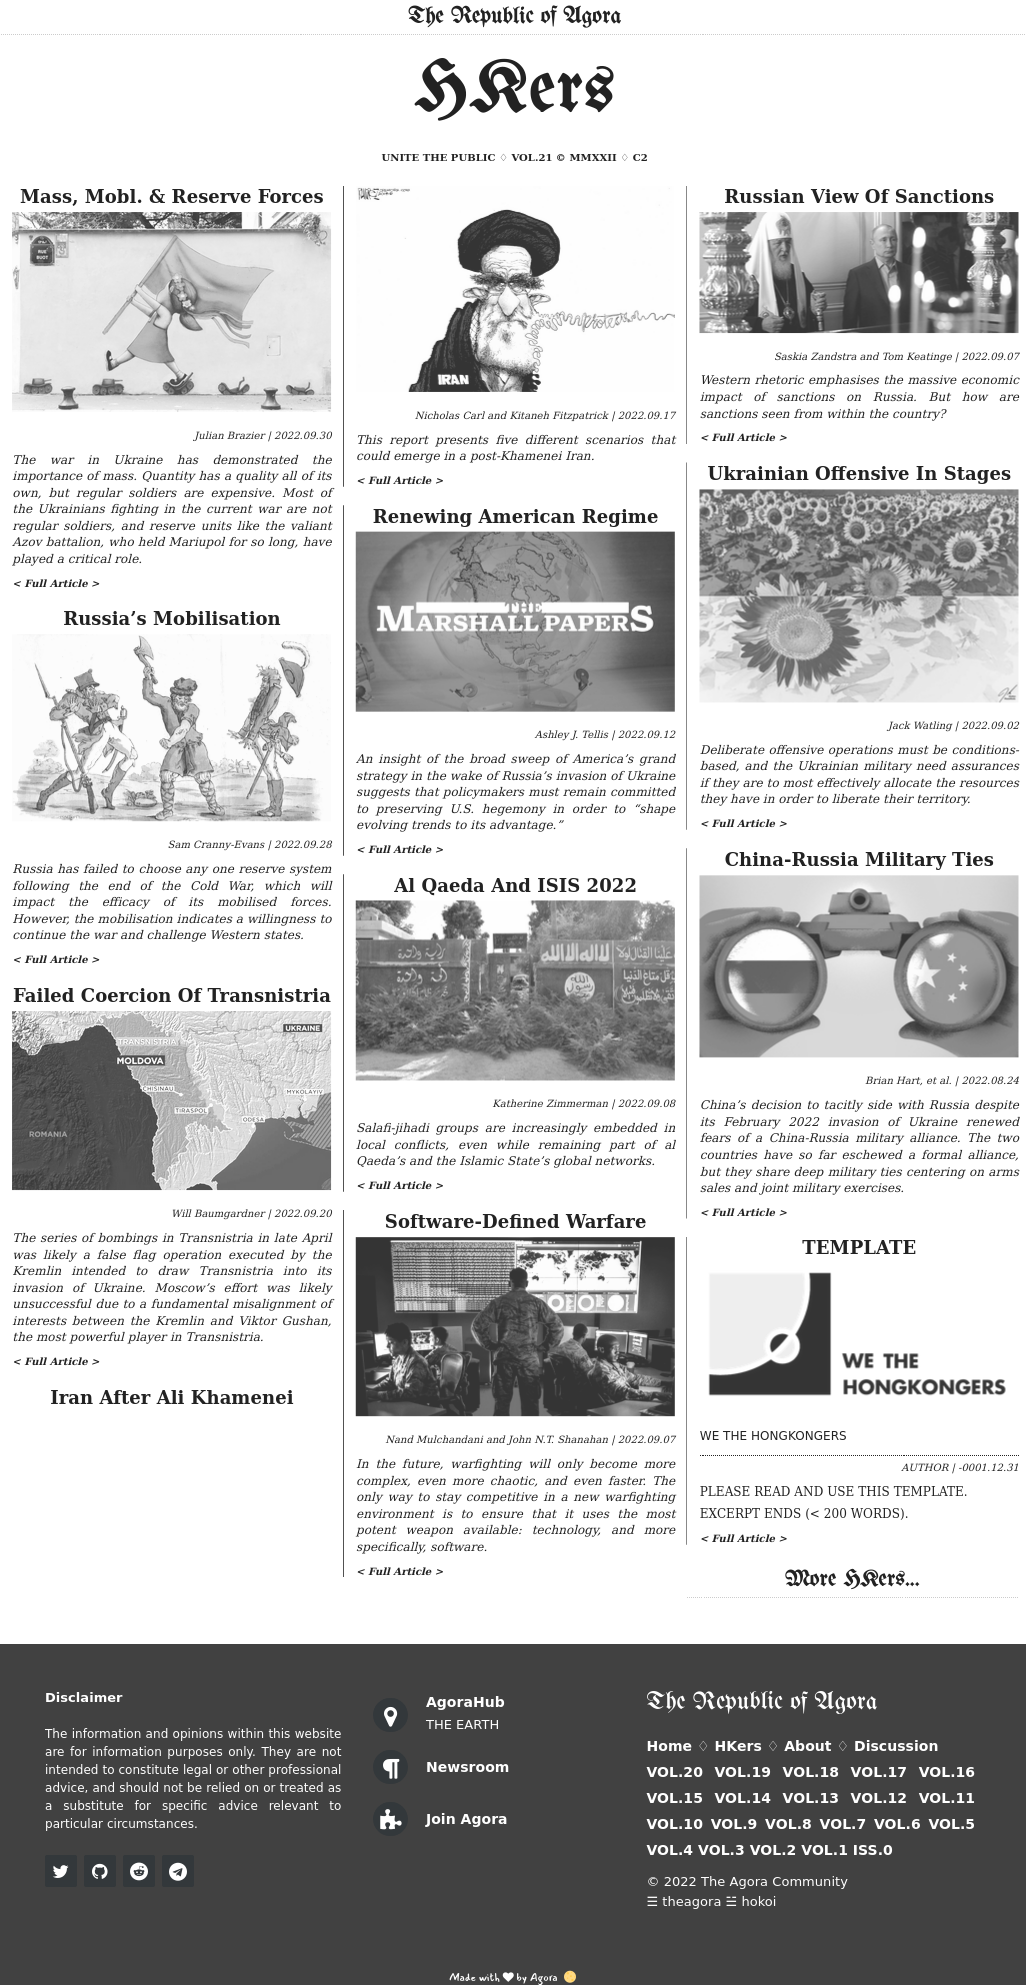 The Republic of Agora
HKers
UNITE THE PUBLIC ♢ VOL.21 © MMXXII ♢ C2
Mass, Mobl. & Reserve Forces
RUE
BUOT
Julian Brazier | 2022.09.30
The war in Ukraine has demonstrated the
importance of mass. Quantity has a quality all of its
own, but regular soldiers are expensive. Most of
the Ukrainians fighting in the current war are not
regular soldiers, and reserve units like the valiant
Azov battalion, who held Mariupol for so long, have
played a critical role.
< Full Article >
Russia’s Mobilisation
Sam Cranny-Evans | 2022.09.28
Russia has failed to choose any one reserve system
following the end of the Cold War, which will
impact the efficacy of its mobilised forces.
However, the mobilisation indicates a willingness to
continue the war and challenge Western states.
< Full Article >
Failed Coercion Of Transnistria
UKRAINE
TRANSNISTRIA
MOLDOVA
CHISINAU
MYKOLAYIV
TIRASPOL
ODESA
ROMANIA
Will Baumgardner | 2022.09.20
The series of bombings in Transnistria in late April
was likely a false flag operation executed by the
Kremlin intended to draw Transnistria into its
invasion of Ukraine. Moscow’s effort was likely
unsuccessful due to a fundamental misalignment of
interests between the Kremlin and Viktor Gushan,
the most powerful player in Transnistria.
< Full Article >
Iran After Ali Khamenei
IRAN
Nicholas Carl and Kitaneh Fitzpatrick | 2022.09.17
This report presents five different scenarios that
could emerge in a post-Khamenei Iran.
< Full Article >
Renewing American Regime
THE
MARSHALL PAPERS
Ashley J. Tellis | 2022.09.12
An insight of the broad sweep of America’s grand
strategy in the wake of Russia’s invasion of Ukraine
suggests that policymakers must remain committed
to preserving U.S. hegemony in order to “shape
evolving trends to its advantage.”
< Full Article >
Al Qaeda And ISIS 2022
Katherine Zimmerman | 2022.09.08
Salafi-jihadi groups are increasingly embedded in
local conflicts, even while remaining part of al
Qaeda’s and the Islamic State’s global networks.
< Full Article >
Software-Defined Warfare
Nand Mulchandani and John N.T. Shanahan | 2022.09.07
In the future, warfighting will only become more
complex, even more chaotic, and even faster. The
only way to stay competitive in a new warfighting
environment is to ensure that it uses the most
potent weapon available: technology, and more
specifically, software.
< Full Article >
Russian View Of Sanctions
Saskia Zandstra and Tom Keatinge | 2022.09.07
Western rhetoric emphasises the massive economic
impact of sanctions on Russia. But how are
sanctions seen from within the country?
< Full Article >
Ukrainian Offensive In Stages
Jack Watling | 2022.09.02
Deliberate offensive operations must be conditions-
based, and the Ukrainian military need assurances
if they are to most effectively allocate the resources
they have in order to liberate their territory.
< Full Article >
China-Russia Military Ties
Brian Hart, et al. | 2022.08.24
China’s decision to tacitly side with Russia despite
its February 2022 invasion of Ukraine renewed
fears of a China-Russia military alliance. The two
countries have so far eschewed a formal alliance,
but they share deep military ties centering on arms
sales and joint military exercises.
< Full Article >
TEMPLATE
WE THE
HONGKONGERS
WE THE HONGKONGERS
AUTHOR | -0001.12.31
PLEASE READ AND USE THIS TEMPLATE.
EXCERPT ENDS (< 200 WORDS).
< Full Article >
More HKers...
Disclaimer
The information and opinions within this website
are for information purposes only. They are not
intended to constitute legal or other professional
advice, and should not be relied on or treated as
a substitute for specific advice relevant to
particular circumstances.
AgoraHub
THE EARTH
Newsroom
Join Agora
The Republic of Agora
Home ♢ HKers ♢ About ♢ Discussion
VOL.20 VOL.19 VOL.18 VOL.17 VOL.16
VOL.15 VOL.14 VOL.13 VOL.12 VOL.11
VOL.10 VOL.9 VOL.8 VOL.7 VOL.6 VOL.5
VOL.4 VOL.3 VOL.2 VOL.1 ISS.0
© 2022 The Agora Community
☰ theagora ☱ hokoi
Made with ♥ by Agora